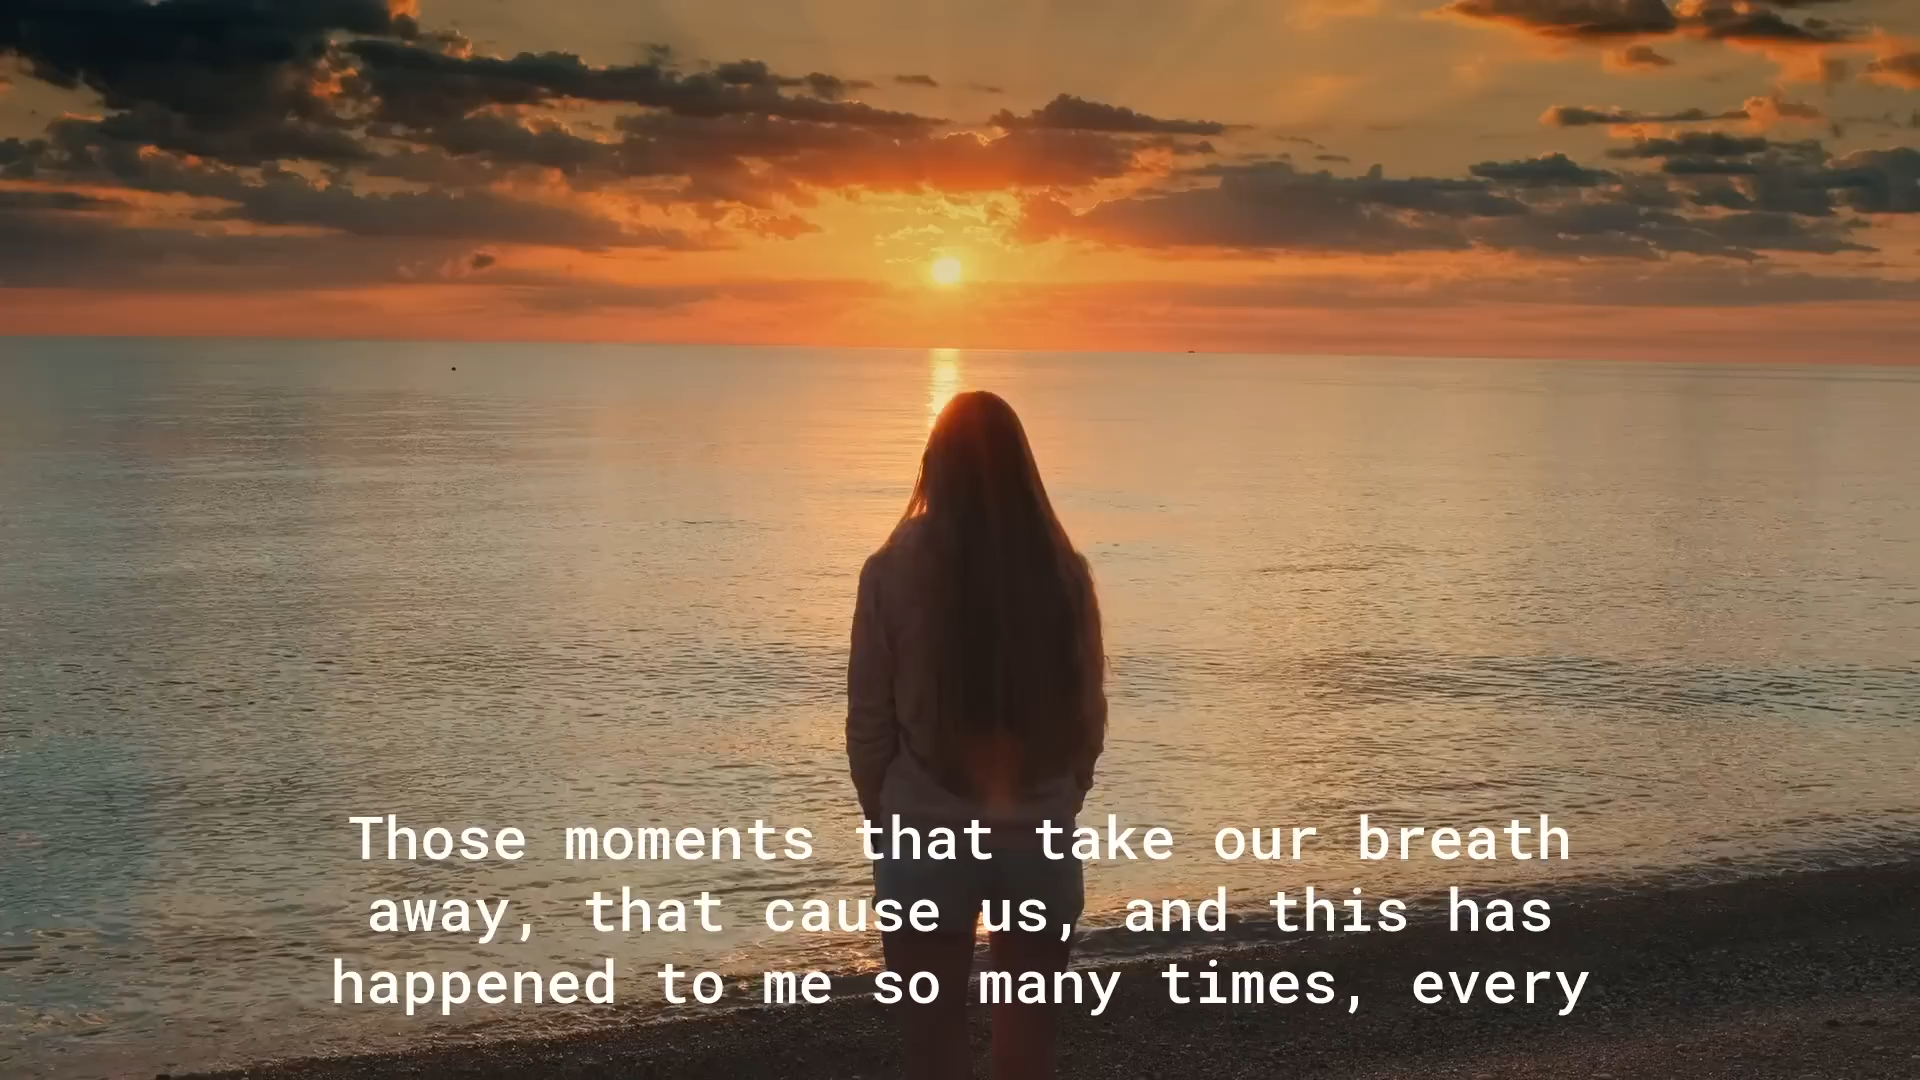 Those moments that take our breath
away, that cause us, and this has
happened to me so many times, every